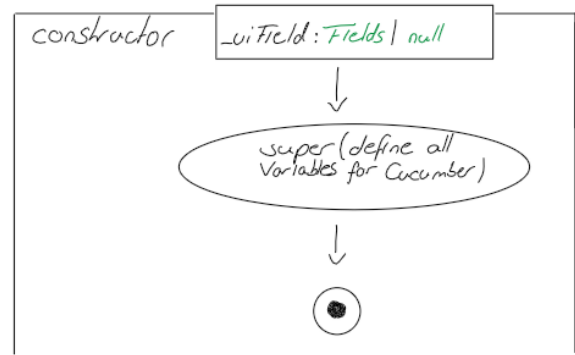 constructor
_uiField: Fields | null
super(define all
Variables for Cucumber)